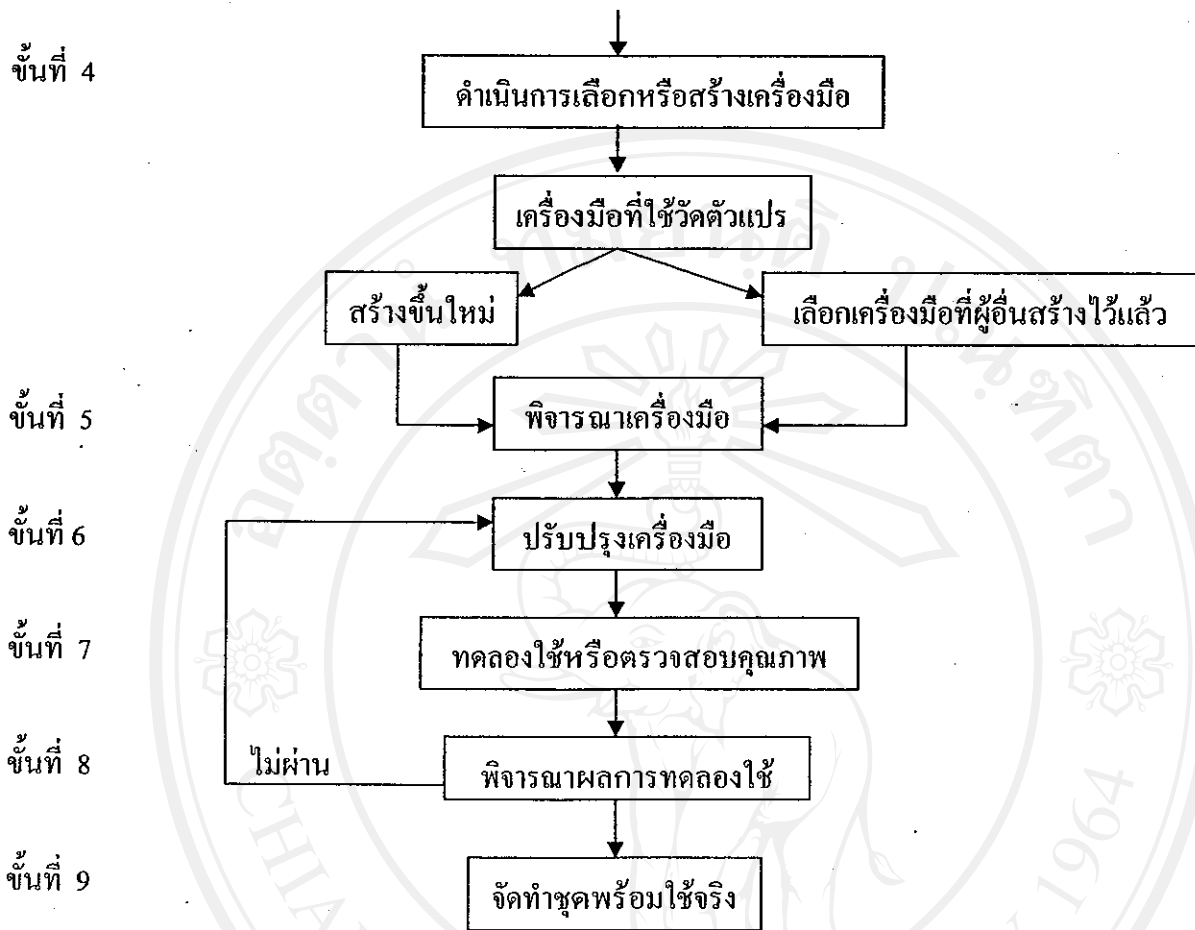 ขั้นที่ 4
ดำเนินการเลือกหรือสร้างเครื่องมือ
เครื่องมือที่ใช้วัดตัวแปร
สร้างขึ้นใหม่
เลือกเครื่องมือที่ผู้อื่นสร้างไว้แล้ว
ขั้นที่ 5
พิจารณาเครื่องมือ
ขั้นที่ 6
ปรับปรุงเครื่องมือ
ขั้นที่ 7
ทดลองใช้หรือตรวจสอบคุณภาพ
ขั้นที่ 8
ไม่ผ่าน
พิจารณาผลการทดลองใช้
ขั้นที่ 9
จัดทำชุดพร้อมใช้จริง
1964